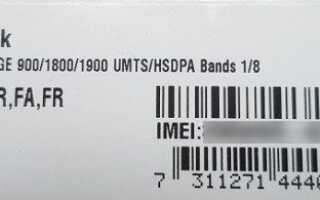 k
GE 900/1800/1900 UMTS/HSDPA Bands 1/8
R,FA,FR
IMEI:
7 311271 444